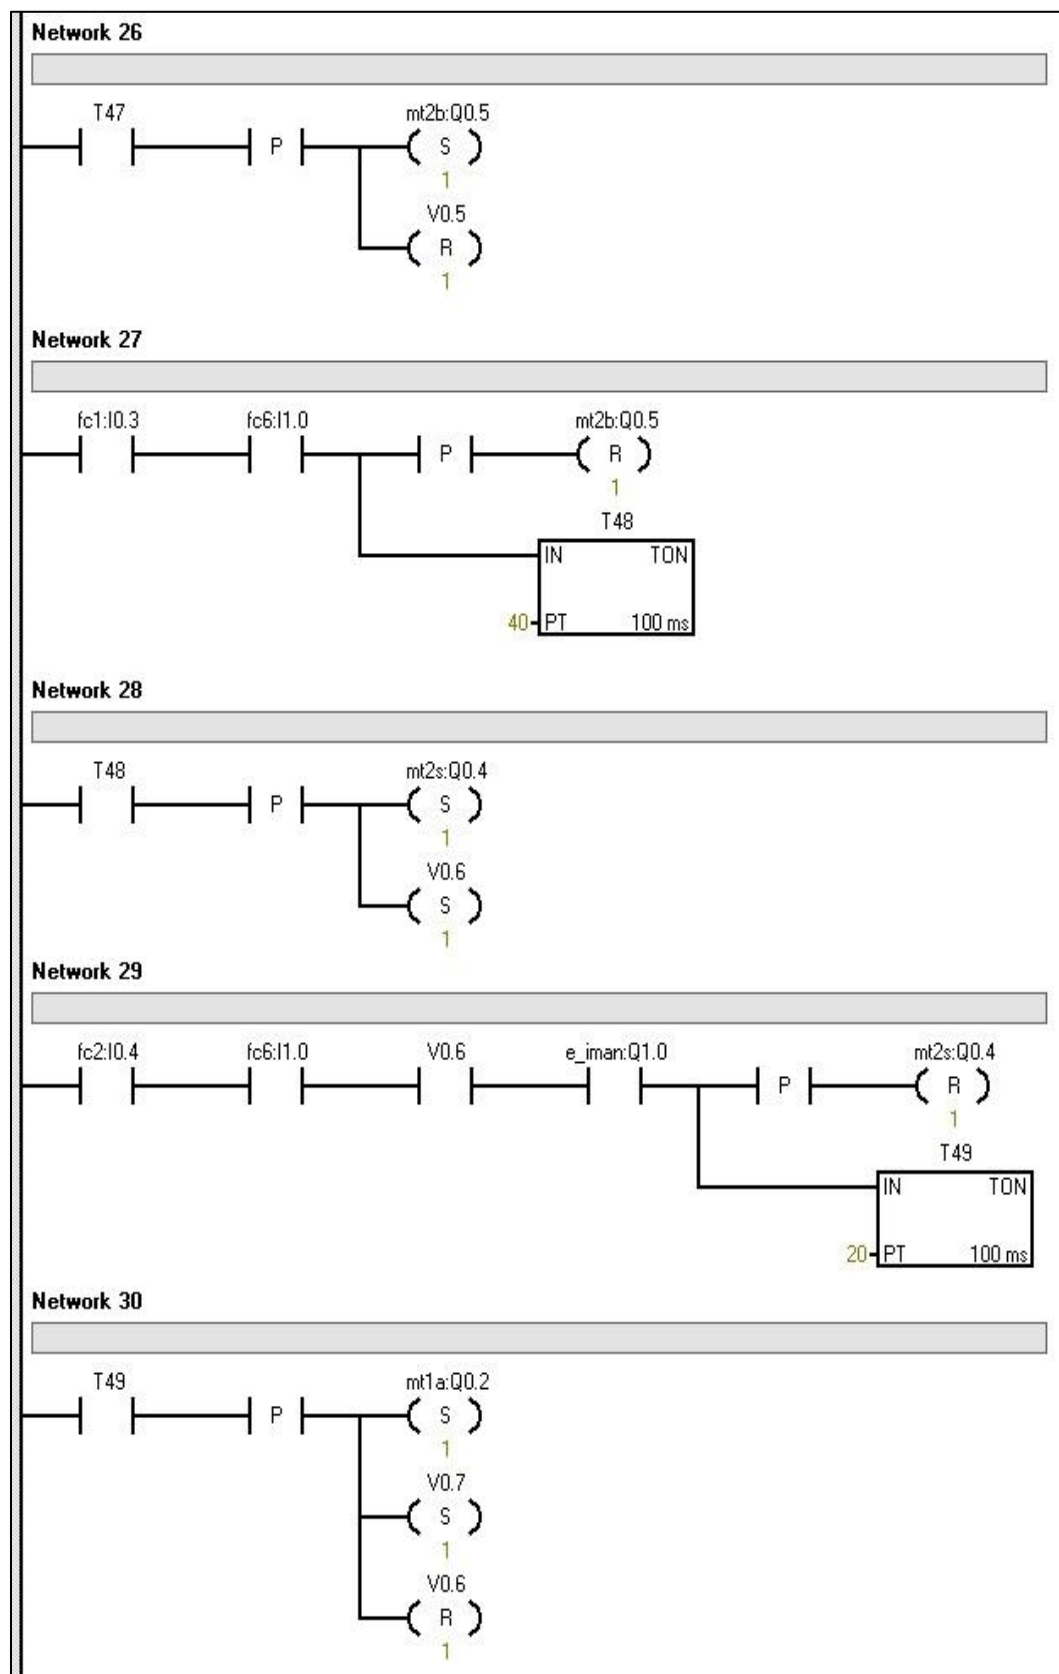 Network 26
T47
mt2b:Q0.5
P
S
1
V0.5
R
1
Network 27
fc1:I0.3 fc6:I1.0 mt2b:Q0.5
P
R
1
T48
IN TON
40 PT 100 ms
Network 28
T48
mt2s:Q0.4
P
S
1
V0.6
S
1
Network 29
fc2:I0.4 fc6:I1.0 V0.6 e_iman:Q1.0 mt2s:Q0.4
P
R
1
T49
IN TON
20 PT 100 ms
Network 30
T49
mt1a:Q0.2
P
S
1
V0.7
S
1
V0.6
R
1